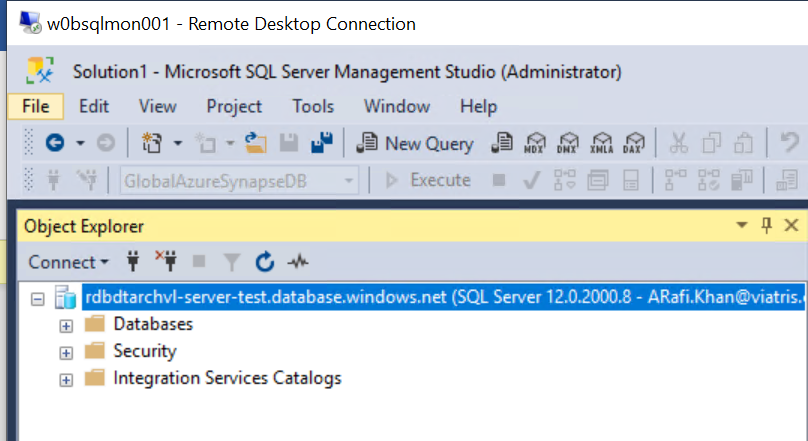 w0bsqlmon001 - Remote Desktop Connection
Solution1 - Microsoft SQL Server Management Studio (Administrator)
File Edit View Project Tools Window Help
New Query MDX DMX XMLA DAX
GlobalAzureSynapseDB Execute
Object Explorer
Connect
rdbdtarchvl-server-test.database.windows.net (SQL Server 12.0.2000.8 - ARafi.Khan@viatris.
Databases
Security
Integration Services Catalogs